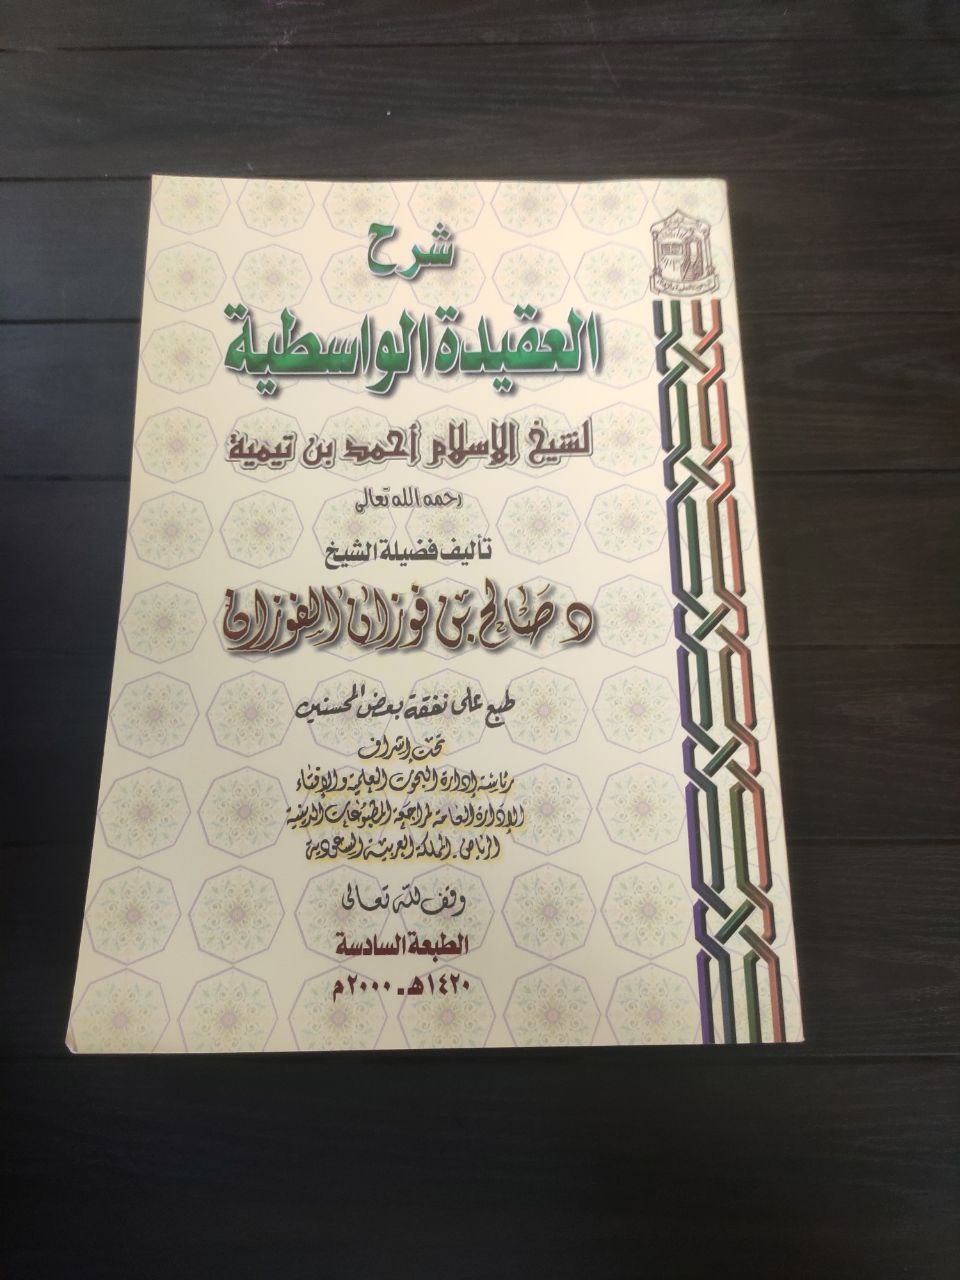 شرح
العقيدة الواسطية
لشيخ الإسلام أحمد بن تيمية
رحمه الله تعالى
تأليف فضيلة الشيخ
د صالح بن فوزان الفوزان
طبع على نفقة بعض المحسنين
تحت إشراف
رئاسة إدارة البحوث العلمية والإفتاء
الإدارة العامة لمراجعة المطبوعات الدينية
الرياض - المملكة العربية السعودية
وقف لله تعالى
الطبعة السادسة
١٤٢٠هـ - ٢٠٠٠م